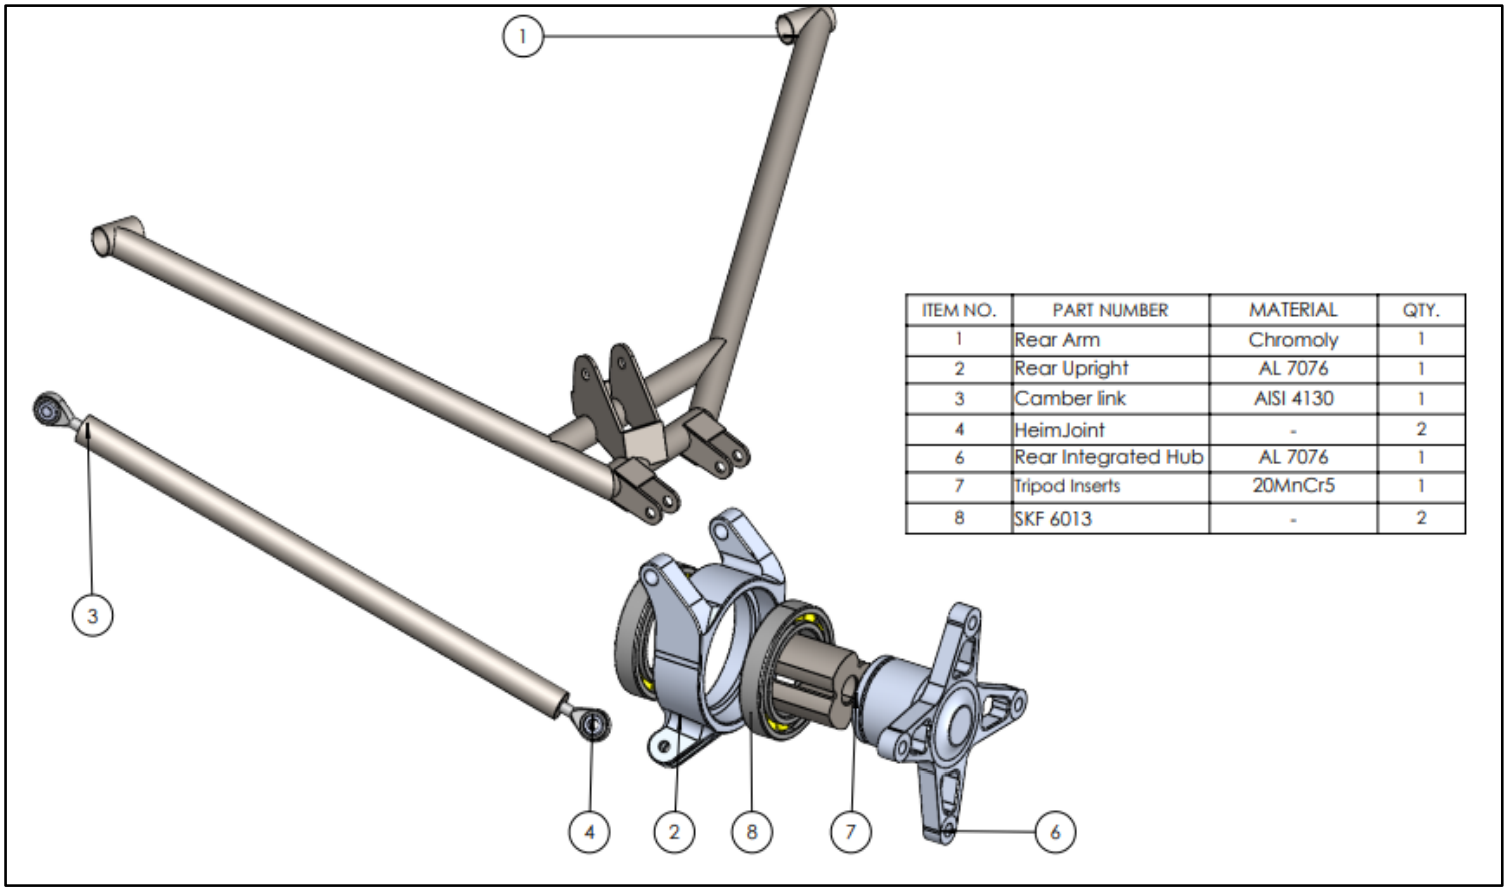 1
ITEM NO. PART NUMBER MATERIAL QTY.
1 Rear Arm Chromoly 1
2 Rear Upright AL 7076 1
3 Camber link AISI 4130 1
4 HeimJoint - 2
6 Rear Integrated Hub AL 7076 1
7 Tripod Inserts 20MnCr5 1
8 SKF 6013 - 2
3
4 2 8 7 6